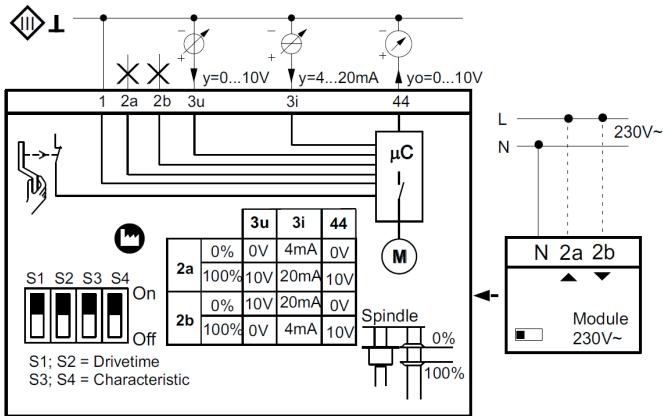 III
− − −
+ + +
y=0...10V y=4...20mA yo=0...10V
1 2a 2b 3u 3i 44
L
N
230V~
µC
3u 3i 44
2a 0% 0V 4mA 0V
100% 10V 20mA 10V
2b 0% 10V 20mA 0V
100% 0V 4mA 10V
M
N 2a 2b
Module
230V~
S1 S2 S3 S4
On
Off
Spindle
0%
100%
S1; S2 = Drivetime
S3; S4 = Characteristic